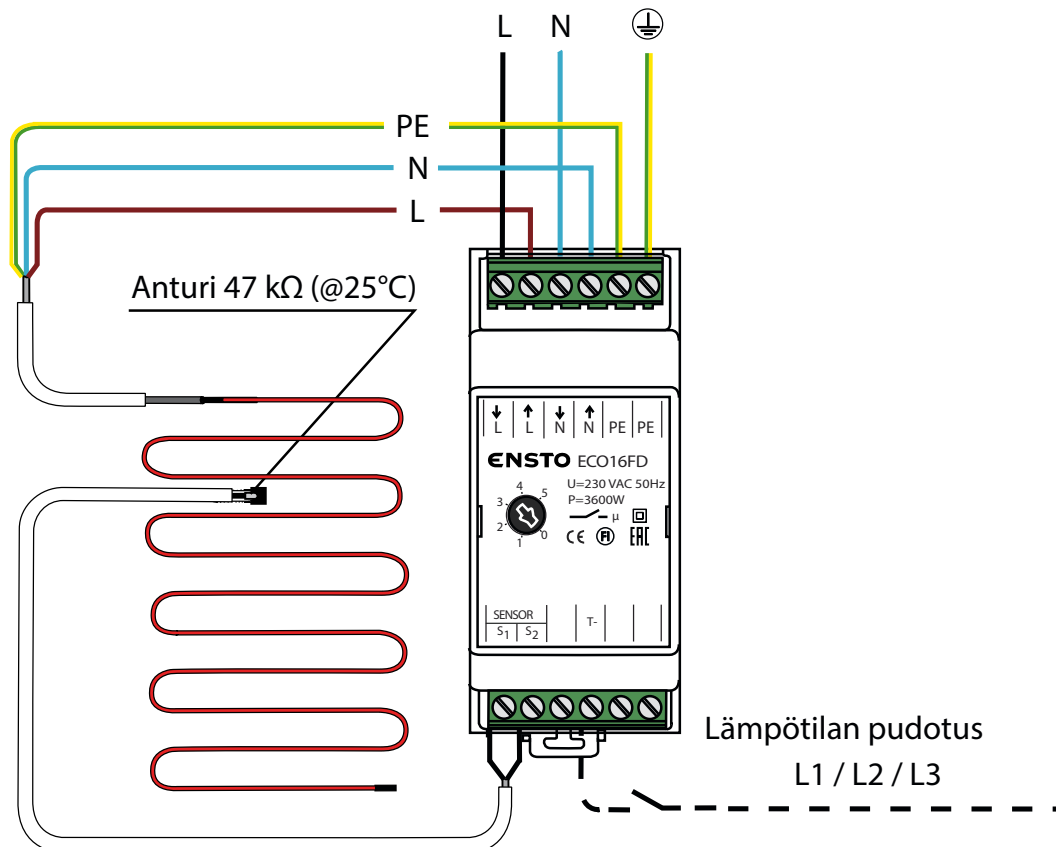 L N
PE
N
L
Anturi 47 kΩ (@25°C)
L L N N PE PE
ENSTO ECO16FD
U=230 VAC 50Hz
P=3600W
µ
0 1 2 3 4 5
CE FI EAC
SENSOR
S1 S2 T-
Lämpötilan pudotus
L1 / L2 / L3